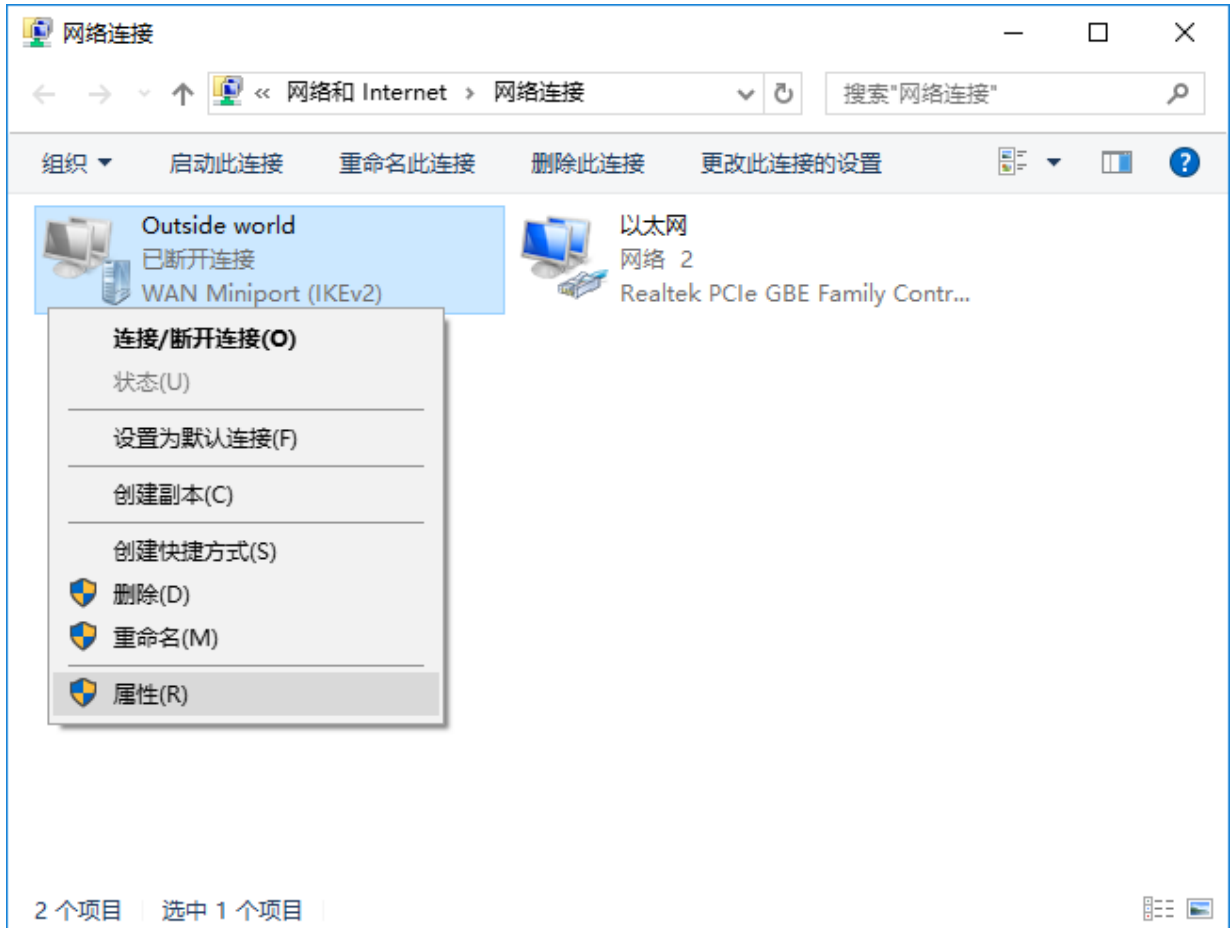 网络连接
« 网络和 Internet › 网络连接
搜索"网络连接"
组织 启动此连接 重命名此连接 删除此连接 更改此连接的设置 ?
Outside world
已断开连接
WAN Miniport (IKEv2)
以太网
网络 2
Realtek PCIe GBE Family Contr...
连接/断开连接(O)
状态(U)
设置为默认连接(F)
创建副本(C)
创建快捷方式(S)
删除(D)
重命名(M)
属性(R)
2 个项目 选中 1 个项目